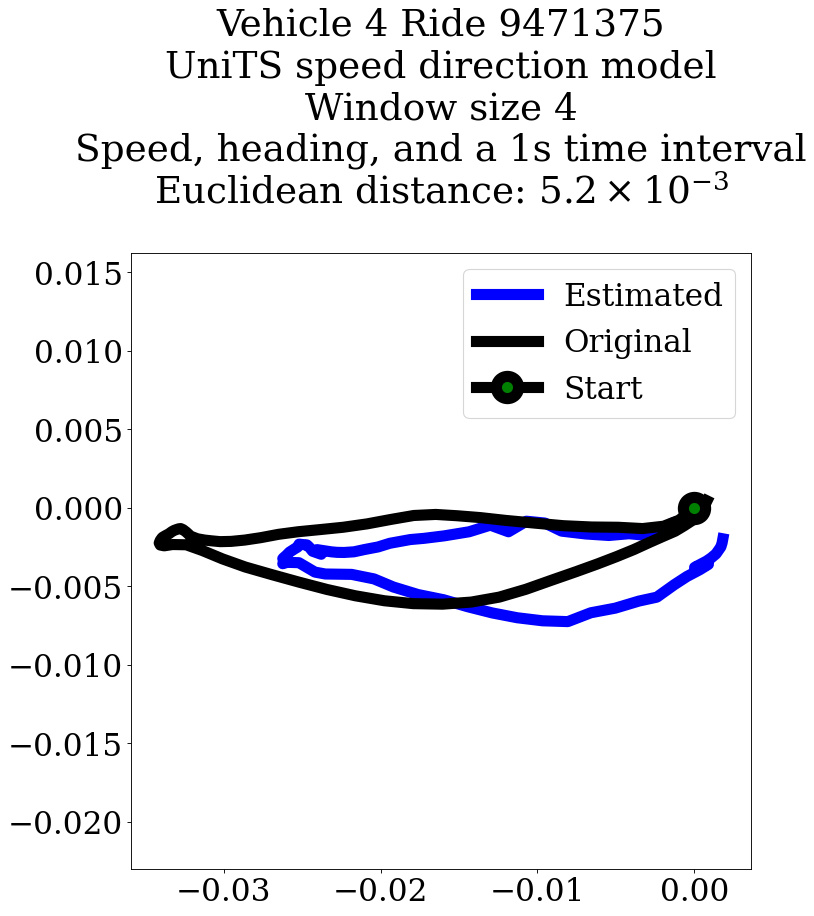 Vehicle 4 Ride 9471375
UniTS speed direction model
Window size 4
Speed, heading, and a 1s time interval
Euclidean distance: 5.2 × 10⁻³
Estimated
Original
Start
0.015
0.010
0.005
0.000
−0.005
−0.010
−0.015
−0.020
−0.03 −0.02 −0.01 0.00